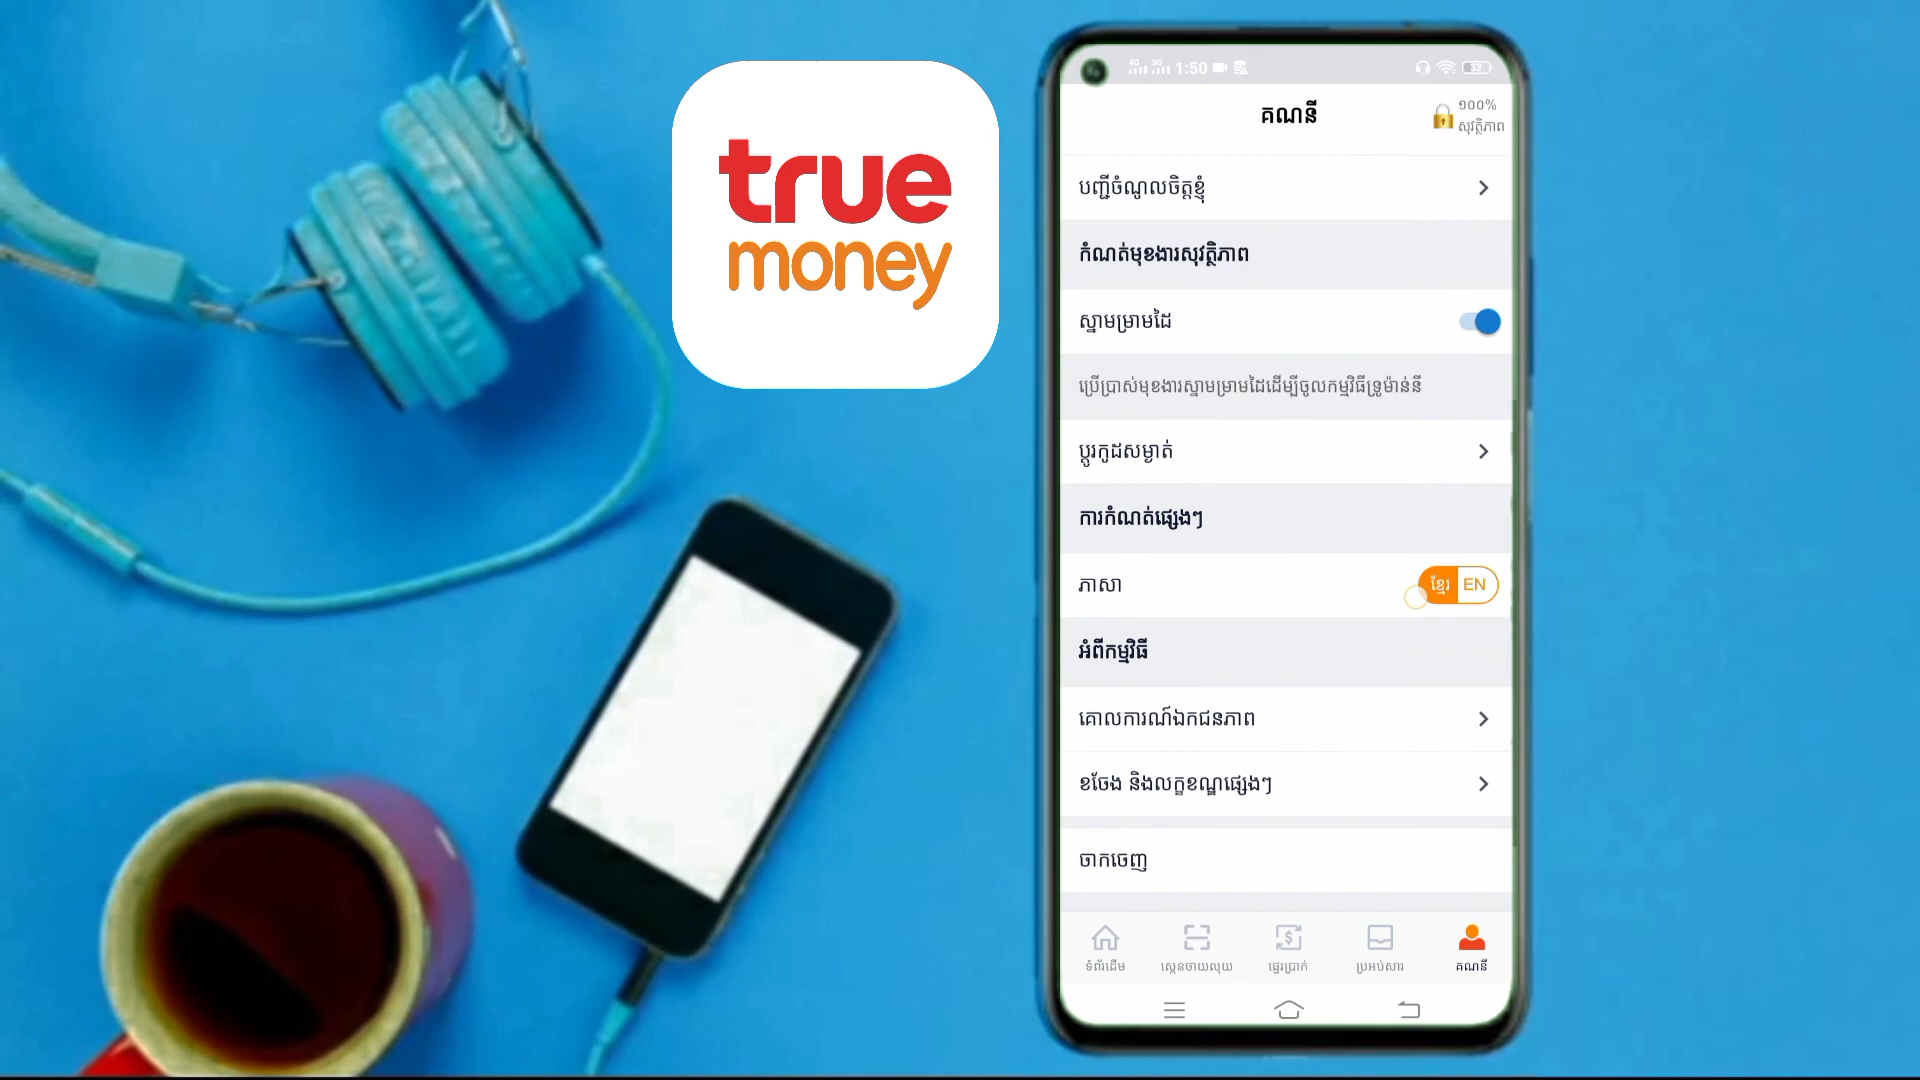 true
money
1:50
33
គណនី
១០០%
សុវត្ថិភាព
បញ្ជីចំណូលចិត្តខ្ញុំ
កំណត់មុខងារសុវត្ថិភាព
ស្នាមម្រាមដៃ
ប្រើប្រាស់មុខងារស្នាមម្រាមដៃដើម្បីចូលកម្មវិធីទ្រូម៉ាន់នី
ប្តូរកូដសម្ងាត់
ការកំណត់ផ្សេងៗ
ភាសា
ខ្មែរ EN
អំពីកម្មវិធី
គោលការណ៍ឯកជនភាព
ខចែង និងលក្ខខណ្ឌផ្សេងៗ
ចាកចេញ
ទំព័រដើម ស្កេនចាយលុយ ផ្ទេរប្រាក់ ប្រអប់សារ គណនី